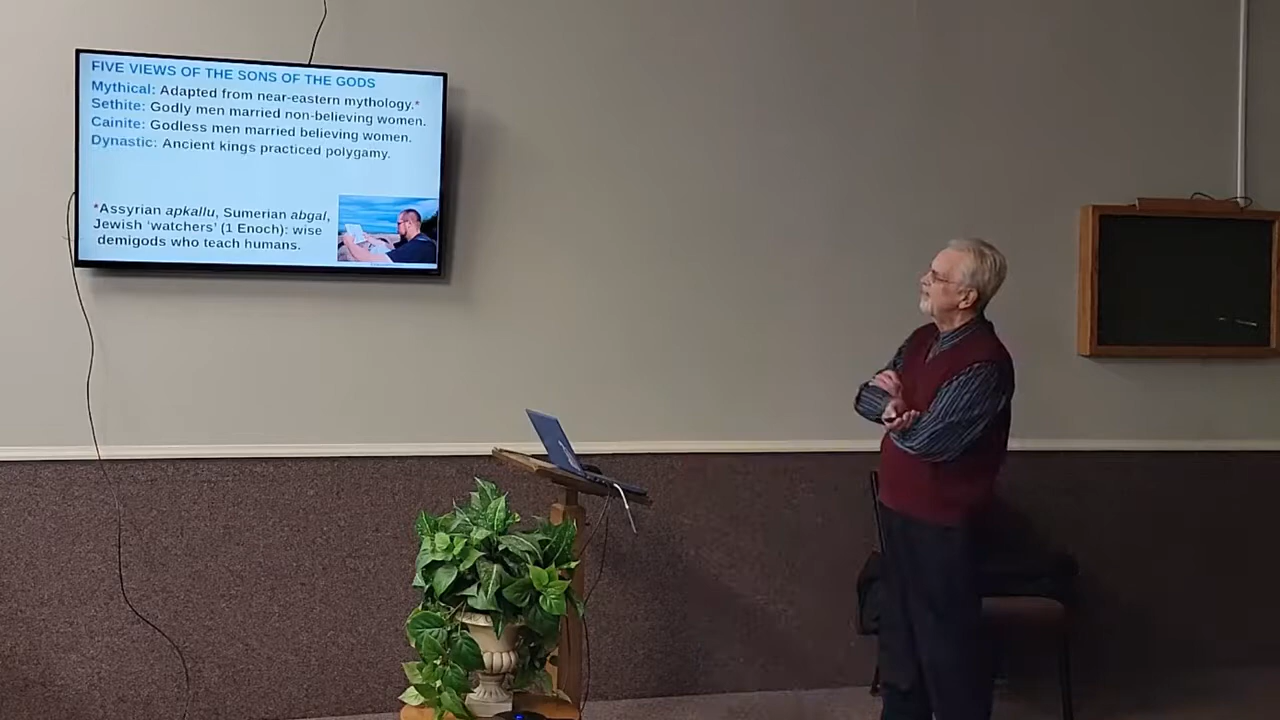 FIVE VIEWS OF THE SONS OF THE GODS
Mythical: Adapted from near-eastern mythology.*
Sethite: Godly men married non-believing women.
Cainite: Godless men married believing women.
Dynastic: Ancient kings practiced polygamy.
*Assyrian apkallu, Sumerian abgal,
Jewish 'watchers' (1 Enoch): wise
demigods who teach humans.